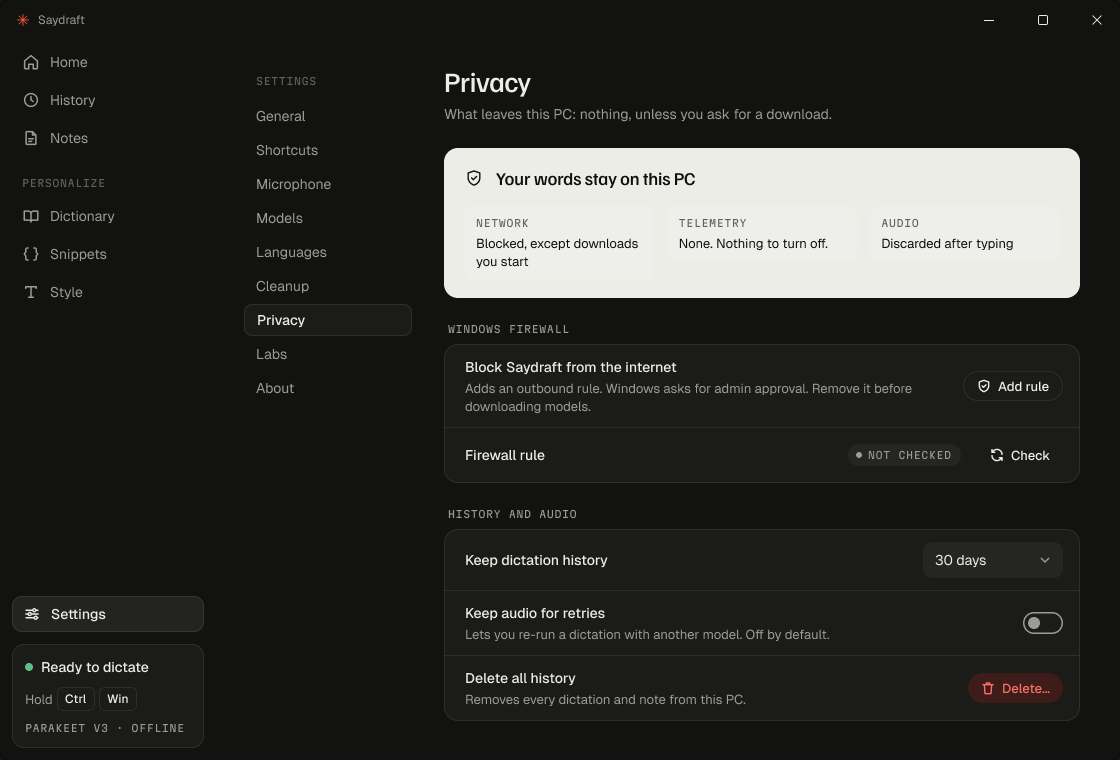 Saydraft
Home
History
Notes
PERSONALIZE
Dictionary
Snippets
Style
Settings
Ready to dictate
Hold Ctrl Win
PARAKEET V3 · OFFLINE
SETTINGS
General
Shortcuts
Microphone
Models
Languages
Cleanup
Privacy
Labs
About
Privacy
What leaves this PC: nothing, unless you ask for a download.
Your words stay on this PC
NETWORK
Blocked, except downloads
you start
TELEMETRY
None. Nothing to turn off.
AUDIO
Discarded after typing
WINDOWS FIREWALL
Block Saydraft from the internet
Adds an outbound rule. Windows asks for admin approval. Remove it before
downloading models.
Add rule
Firewall rule
NOT CHECKED
Check
HISTORY AND AUDIO
Keep dictation history
30 days
Keep audio for retries
Lets you re-run a dictation with another model. Off by default.
Delete all history
Removes every dictation and note from this PC.
Delete…